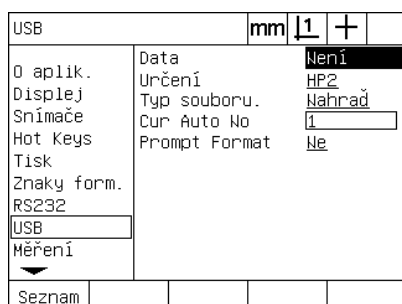 USB mm 1
O aplik.
Displej
Snímače
Hot Keys
Tisk
Znaky form.
RS232
USB
Měření
Data Není
Určení HP2
Typ souboru. Nahraď
Cur Auto No 1
Prompt Format Ne
Seznam